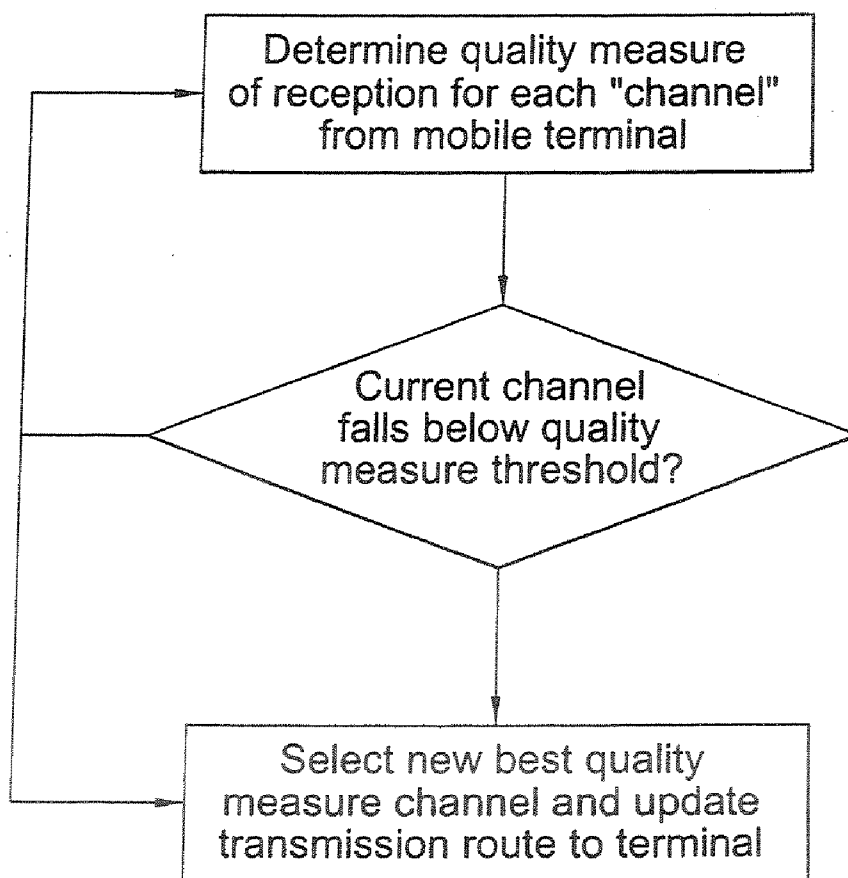 Determine quality measure
of reception for each "channel"
from mobile terminal
Current channel
falls below quality
measure threshold?
Select new best quality
measure channel and update
transmission route to terminal